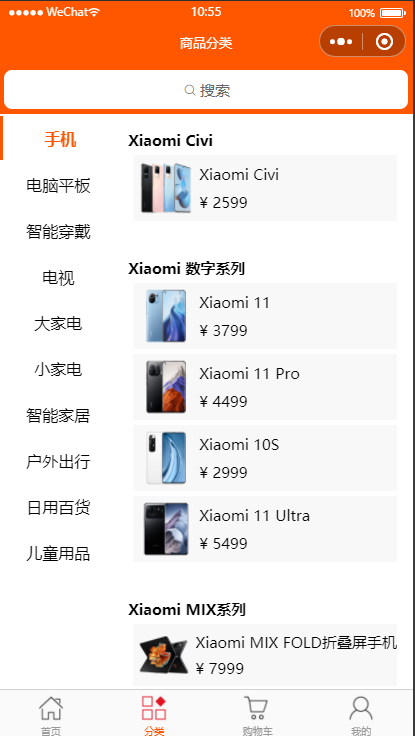 WeChat 10:55 100%
商品分类
搜索
手机
电脑平板
智能穿戴
电视
大家电
小家电
智能家居
户外出行
日用百货
儿童用品
Xiaomi Civi
Xiaomi Civi
¥ 2599
Xiaomi 数字系列
Xiaomi 11
¥ 3799
Xiaomi 11 Pro
¥ 4499
Xiaomi 10S
¥ 2999
Xiaomi 11 Ultra
¥ 5499
Xiaomi MIX系列
Xiaomi MIX FOLD折叠屏手机
¥ 7999
首页 分类 购物车 我的